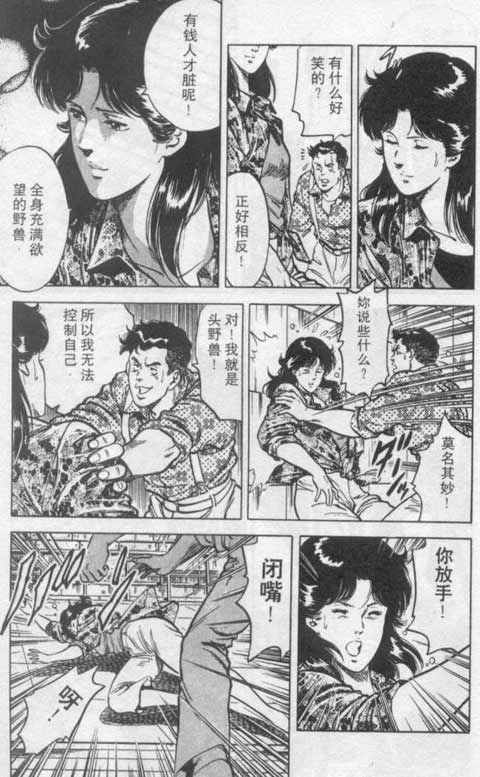 有什么好
笑的？
正好相反！
有钱人才脏呢！
全身充满欲
望的野兽．
妳说些什么？
莫名其妙！
对！我就是
头野兽！
所以我无法
控制自己．
你放手！
闭嘴！
呀！